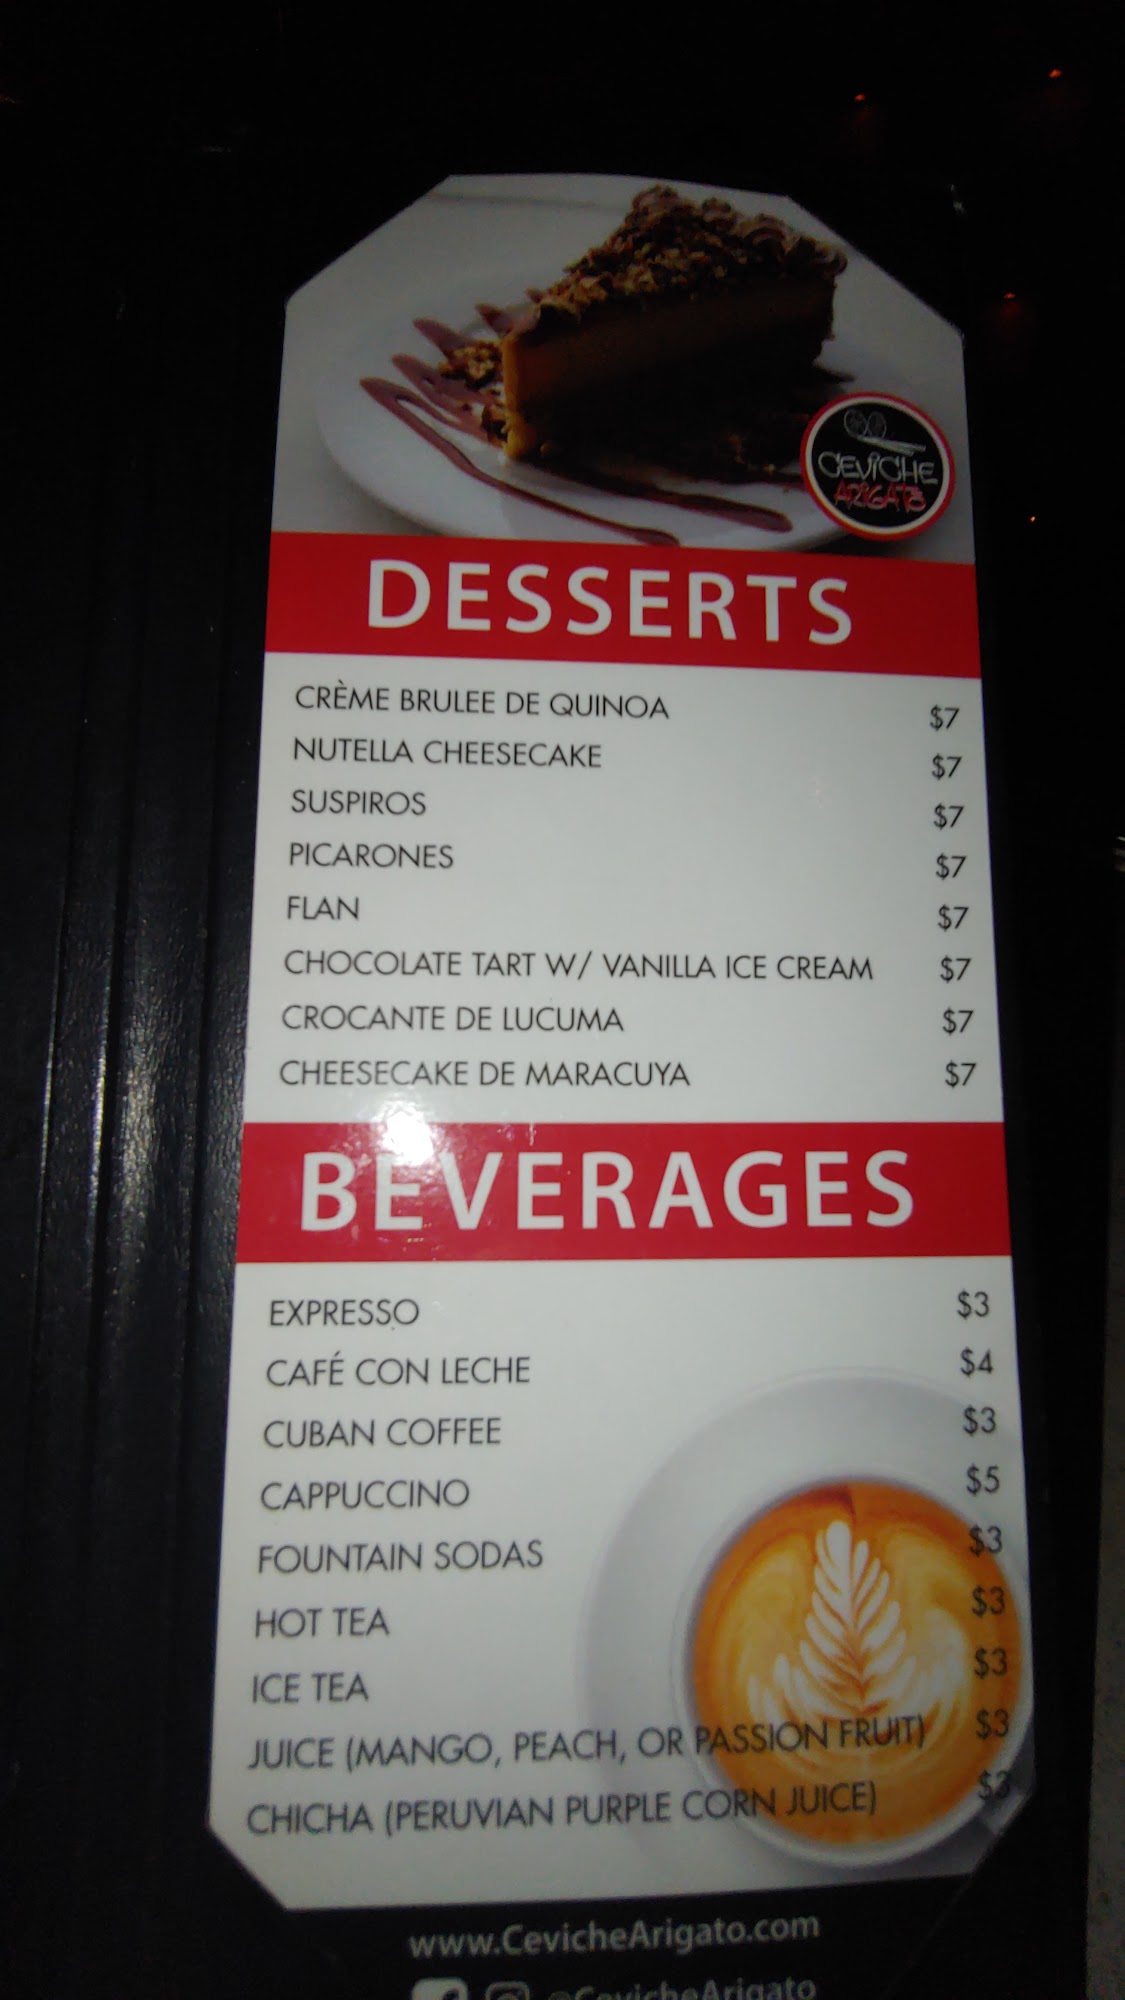 CEVICHE
ARIGATO
DESSERTS
CRÈME BRULEE DE QUINOA $7
NUTELLA CHEESECAKE $7
SUSPIROS $7
PICARONES $7
FLAN $7
CHOCOLATE TART W/ VANILLA ICE CREAM $7
CROCANTE DE LUCUMA $7
CHEESECAKE DE MARACUYA $7
BEVERAGES
EXPRESSO $3
CAFÉ CON LECHE $4
CUBAN COFFEE $3
CAPPUCCINO $5
FOUNTAIN SODAS $3
HOT TEA $3
ICE TEA $3
JUICE (MANGO, PEACH, OR PASSION FRUIT) $3
CHICHA (PERUVIAN PURPLE CORN JUICE) $3
www.CevicheArigato.com
@CevicheArigato